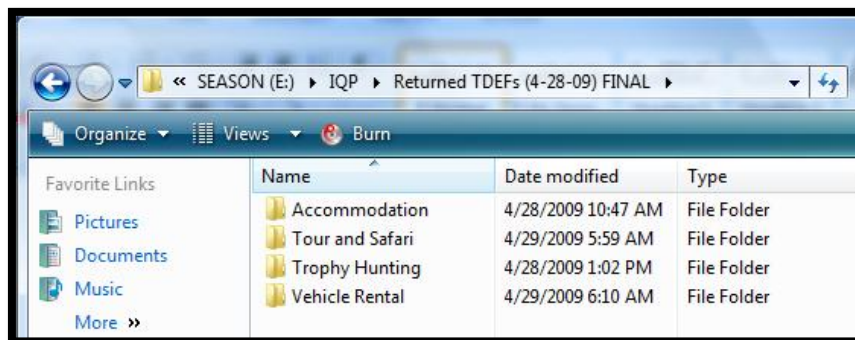 « SEASON (E:) ▸ IQP ▸ Returned TDEFs (4-28-09) FINAL ▸
Organize Views Burn
Favorite Links
Pictures
Documents
Music
More »
Name Date modified Type
Accommodation 4/28/2009 10:47 AM File Folder
Tour and Safari 4/29/2009 5:59 AM File Folder
Trophy Hunting 4/28/2009 1:02 PM File Folder
Vehicle Rental 4/29/2009 6:10 AM File Folder